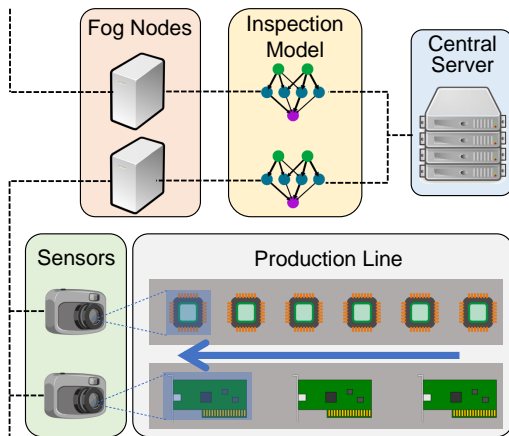 Fog Nodes
Inspection
Model
Central
Server
Sensors
Production Line